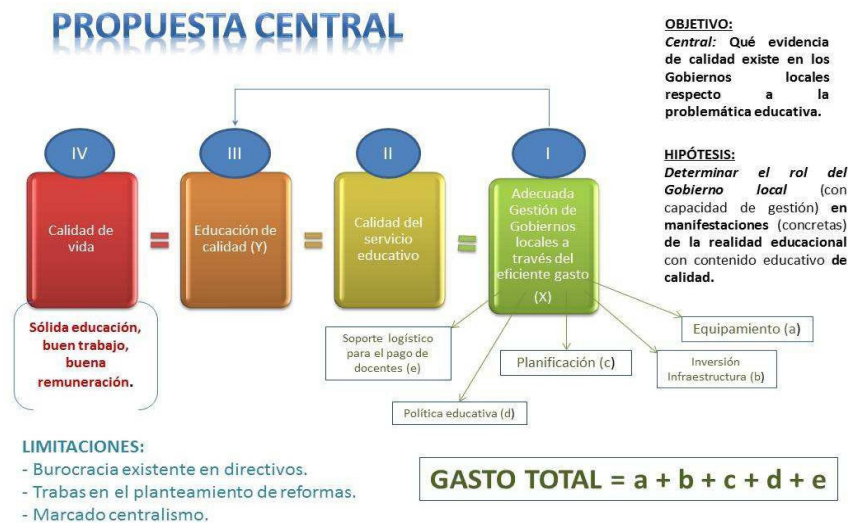 PROPUESTA CENTRAL
OBJETIVO:
Central: Qué evidencia
de calidad existe en los
Gobiernos locales
respecto a la
problemática educativa.
HIPÓTESIS:
Determinar el rol del
Gobierno local (con
capacidad de gestión) en
manifestaciones (concretas)
de la realidad educacional
con contenido educativo de
calidad.
IV
III
II
I
Calidad de
vida
=
Educación de
calidad (Y)
=
Calidad del
servicio
educativo
=
Adecuada
Gestión de
Gobiernos
locales a
través del
eficiente gasto
(X)
Sólida educación,
buen trabajo,
buena
remuneración.
Soporte logístico
para el pago de
docentes (e)
Política educativa (d)
Planificación (c)
Inversión
Infraestructura (b)
Equipamiento (a)
LIMITACIONES:
- Burocracia existente en directivos.
- Trabas en el planteamiento de reformas.
- Marcado centralismo.
GASTO TOTAL = a + b + c + d + e